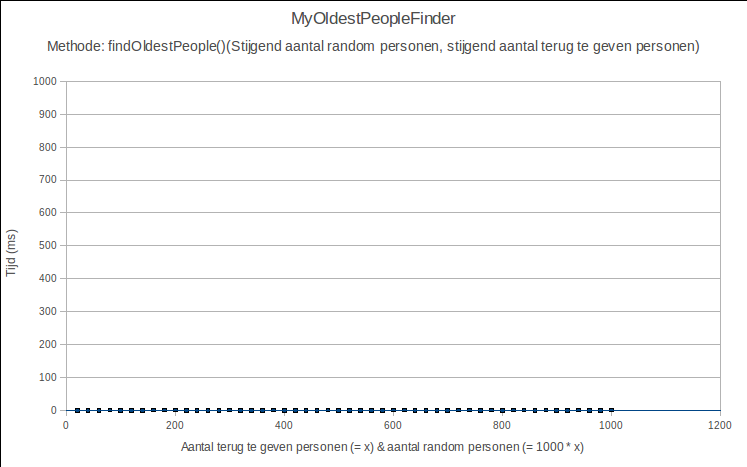 MyOldestPeopleFinder
Methode: findOldestPeople()(Stijgend aantal random personen, stijgend aantal terug te geven personen)
1000
900
800
700
600
500
400
300
200
100
0
Tijd (ms)
0 200 400 600 800 1000 1200
Aantal terug te geven personen (= x) & aantal random personen (= 1000 * x)